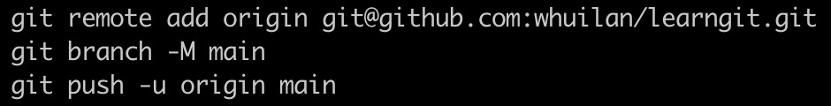 git remote add origin git@github.com:whuilan/learngit.git
git branch -M main
git push -u origin main